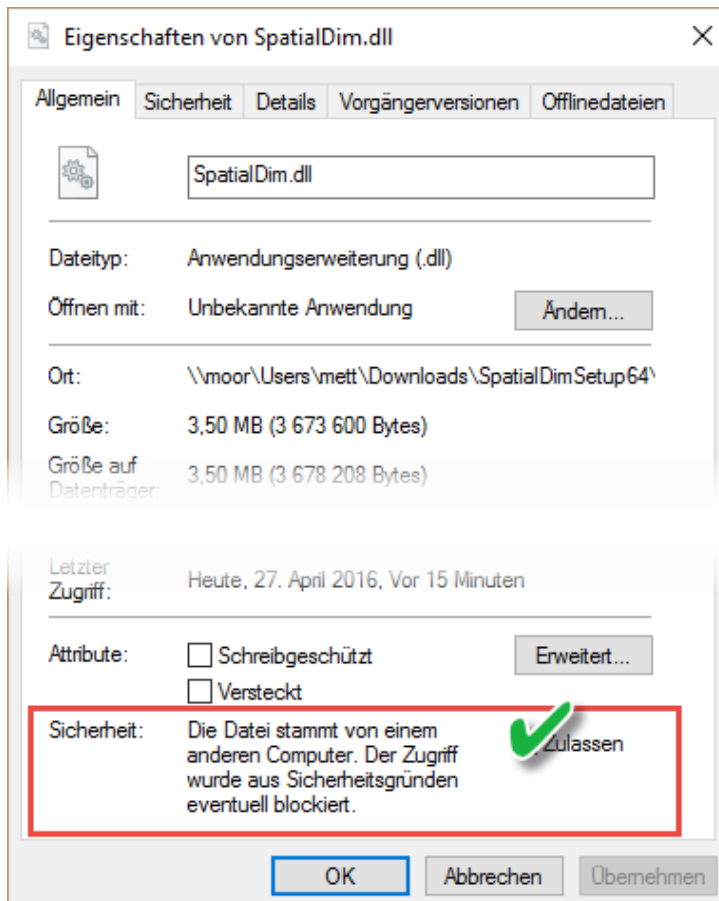 Eigenschaften von SpatialDim.dll
Allgemein Sicherheit Details Vorgängerversionen Offlinedateien
SpatialDim.dll
Dateityp: Anwendungserweiterung (.dll)
Öffnen mit: Unbekannte Anwendung Ändern...
Ort: \\moor\Users\mett\Downloads\SpatialDimSetup64\
Größe: 3,50 MB (3 673 600 Bytes)
Größe auf
Datenträger: 3,50 MB (3 678 208 Bytes)
Letzter
Zugriff: Heute, 27. April 2016, Vor 15 Minuten
Attribute: Schreibgeschützt Erweitert...
Versteckt
Sicherheit: Die Datei stammt von einem
anderen Computer. Der Zugriff
wurde aus Sicherheitsgründen
eventuell blockiert.
Zulassen
OK Abbrechen Übernehmen